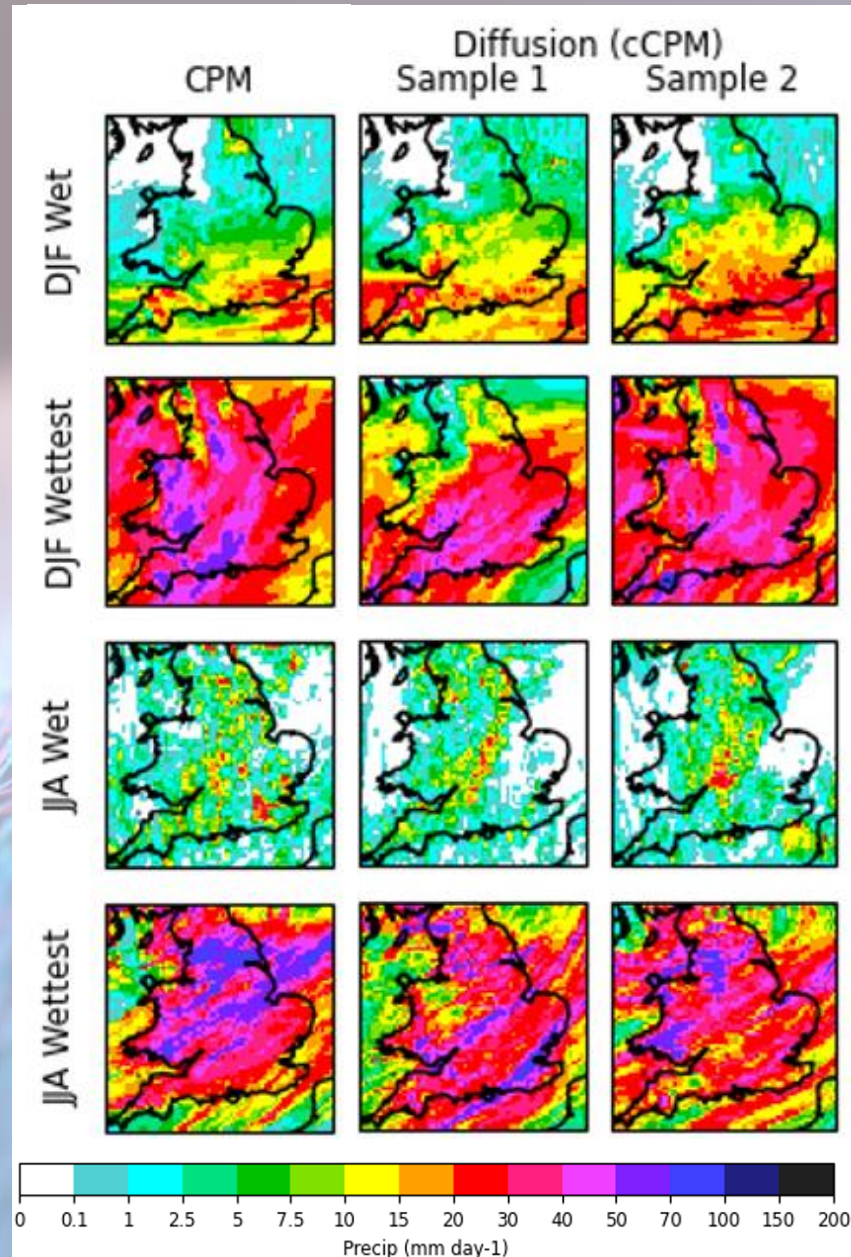 Diffusion (cCPM)
CPM Sample 1 Sample 2
DJF Wet
DJF Wettest
JJA Wet
JJA Wettest
0 0.1 1 2.5 5 7.5 10 15 20 30 40 50 70 100 150 200
Precip (mm day-1)